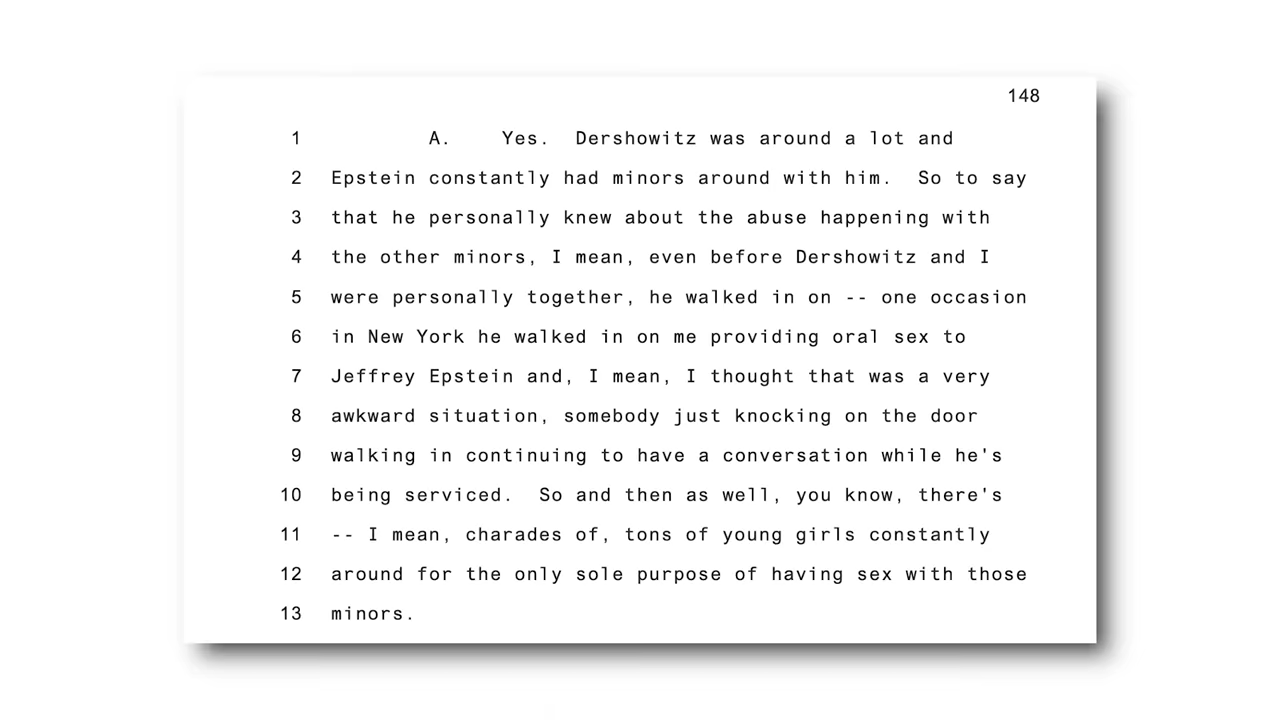 148
1 A. Yes. Dershowitz was around a lot and
2 Epstein constantly had minors around with him. So to say
3 that he personally knew about the abuse happening with
4 the other minors, I mean, even before Dershowitz and I
5 were personally together, he walked in on -- one occasion
6 in New York he walked in on me providing oral sex to
7 Jeffrey Epstein and, I mean, I thought that was a very
8 awkward situation, somebody just knocking on the door
9 walking in continuing to have a conversation while he's
10 being serviced. So and then as well, you know, there's
11 -- I mean, charades of, tons of young girls constantly
12 around for the only sole purpose of having sex with those
13 minors.